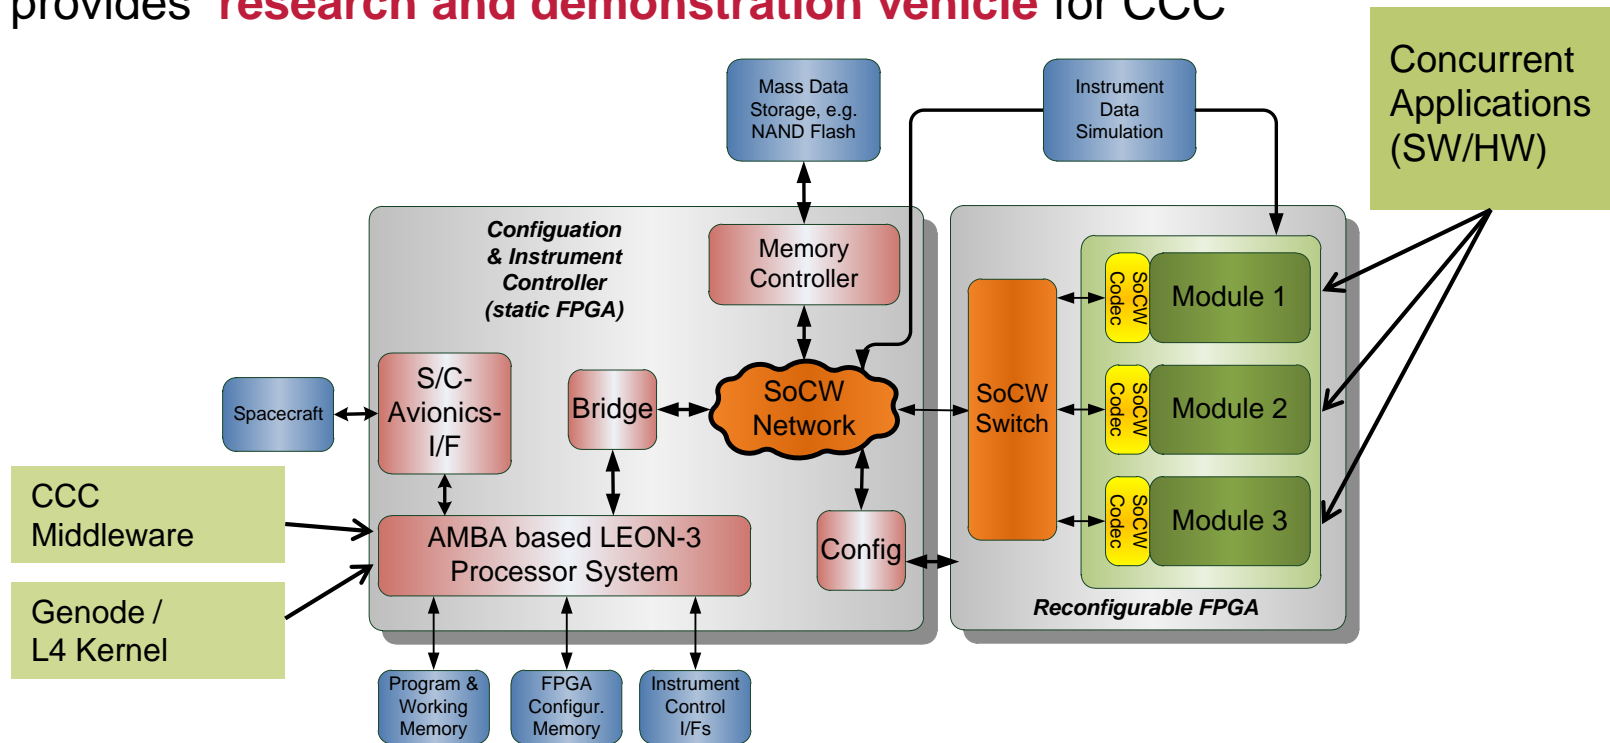 provides research and demonstration vehicle for CCC
Mass Data
Storage, e.g.
NAND Flash
Instrument
Data
Simulation
Concurrent
Applications
(SW/HW)
Configuation
& Instrument
Controller
(static FPGA)
Memory
Controller
SoCW
Codec
Module 1
S/C-
Avionics-
I/F
Bridge
SoCW
Network
SoCW
Switch
SoCW
Codec
Module 2
Spacecraft
CCC
Middleware
AMBA based LEON-3
Processor System
Config
SoCW
Codec
Module 3
Genode /
L4 Kernel
Reconfigurable FPGA
Program &
Working
Memory
FPGA
Configur.
Memory
Instrument
Control
I/Fs